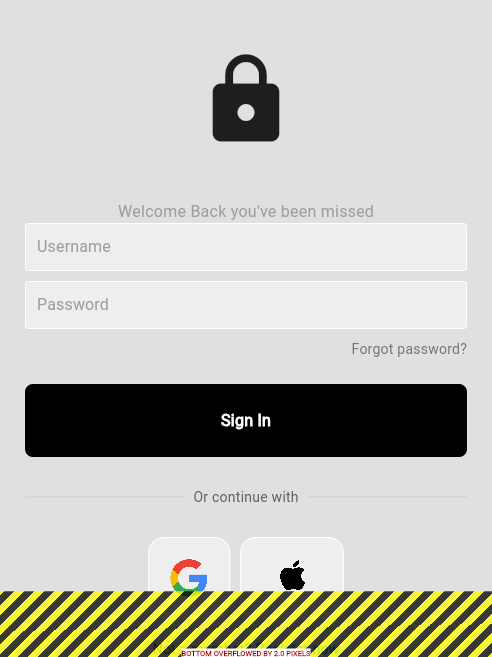 Welcome Back you've been missed
Username
Password
Forgot password?
Sign In
Or continue with
BOTTOM OVERFLOWED BY 2.0 PIXELS